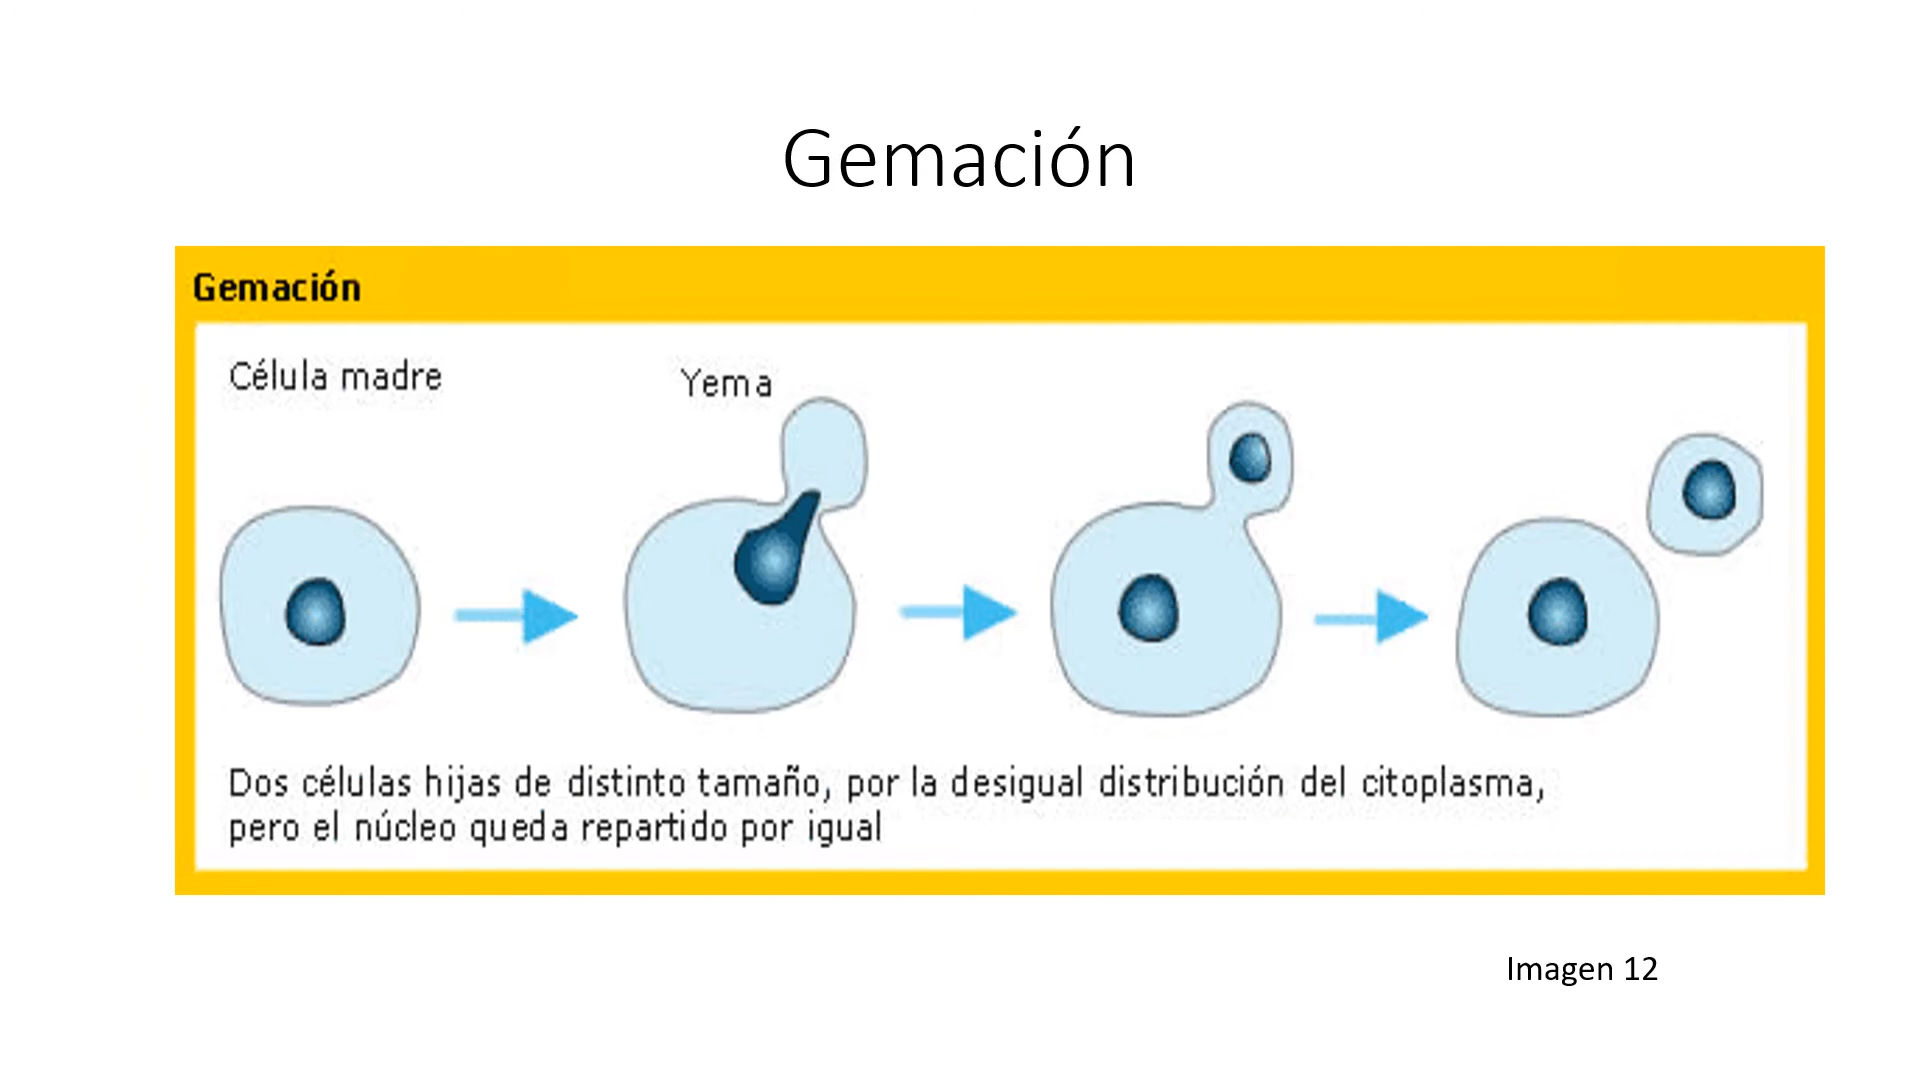 Gemación
Gemación
Célula madre
Yema
Dos células hijas de distinto tamaño, por la desigual distribución del citoplasma,
pero el núcleo queda repartido por igual
Imagen 12